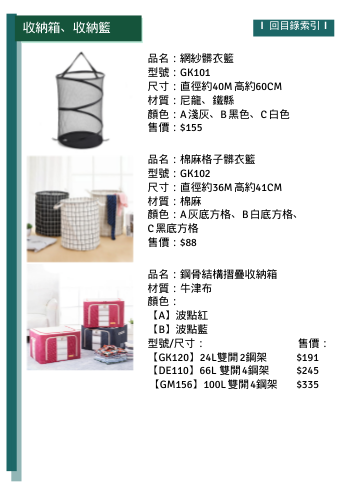 收納箱、收納籃
I 回目錄索引 I
品名：網紗髒衣籃
型號：GK101
尺寸：直徑約40M 高約60CM
材質：尼龍、鐵縣
顏色：A 淺灰、B 黑色、C 白色
售價：$155
品名：棉麻格子髒衣籃
型號：GK102
尺寸：直徑約36M 高約41CM
材質：棉麻
顏色：A 灰底方格、B 白底方格、
C 黑底方格
售價：$88
品名：鋼骨結構摺疊收納箱
材質：牛津布
顏色：
【A】波點紅
【B】波點藍
型號/尺寸： 售價：
【GK120】24L雙開 2鋼架 $191
【DE110】66L 雙開 4鋼架 $245
【GM156】100L 雙開 4鋼架 $335